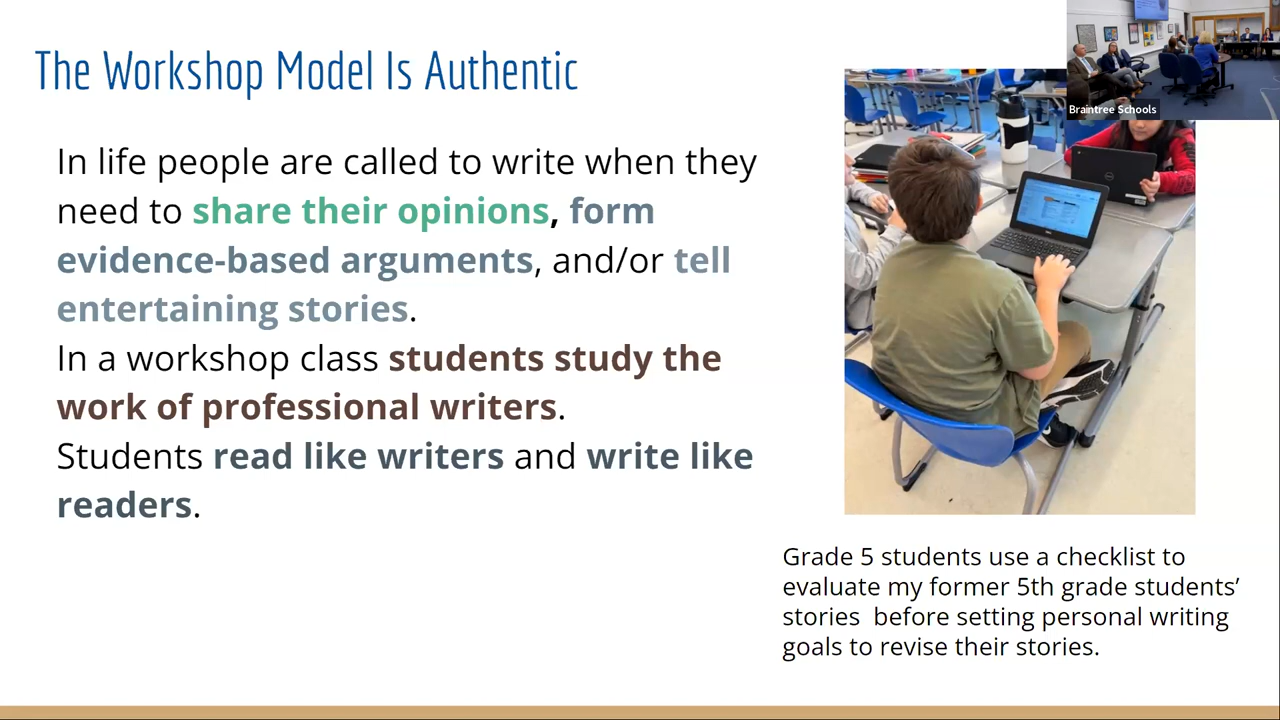 The Workshop Model Is Authentic
In life people are called to write when they
need to share their opinions, form
evidence-based arguments, and/or tell
entertaining stories.
In a workshop class students study the
work of professional writers.
Students read like writers and write like
readers.
Braintree Schools
Grade 5 students use a checklist to
evaluate my former 5th grade students’
stories  before setting personal writing
goals to revise their stories.